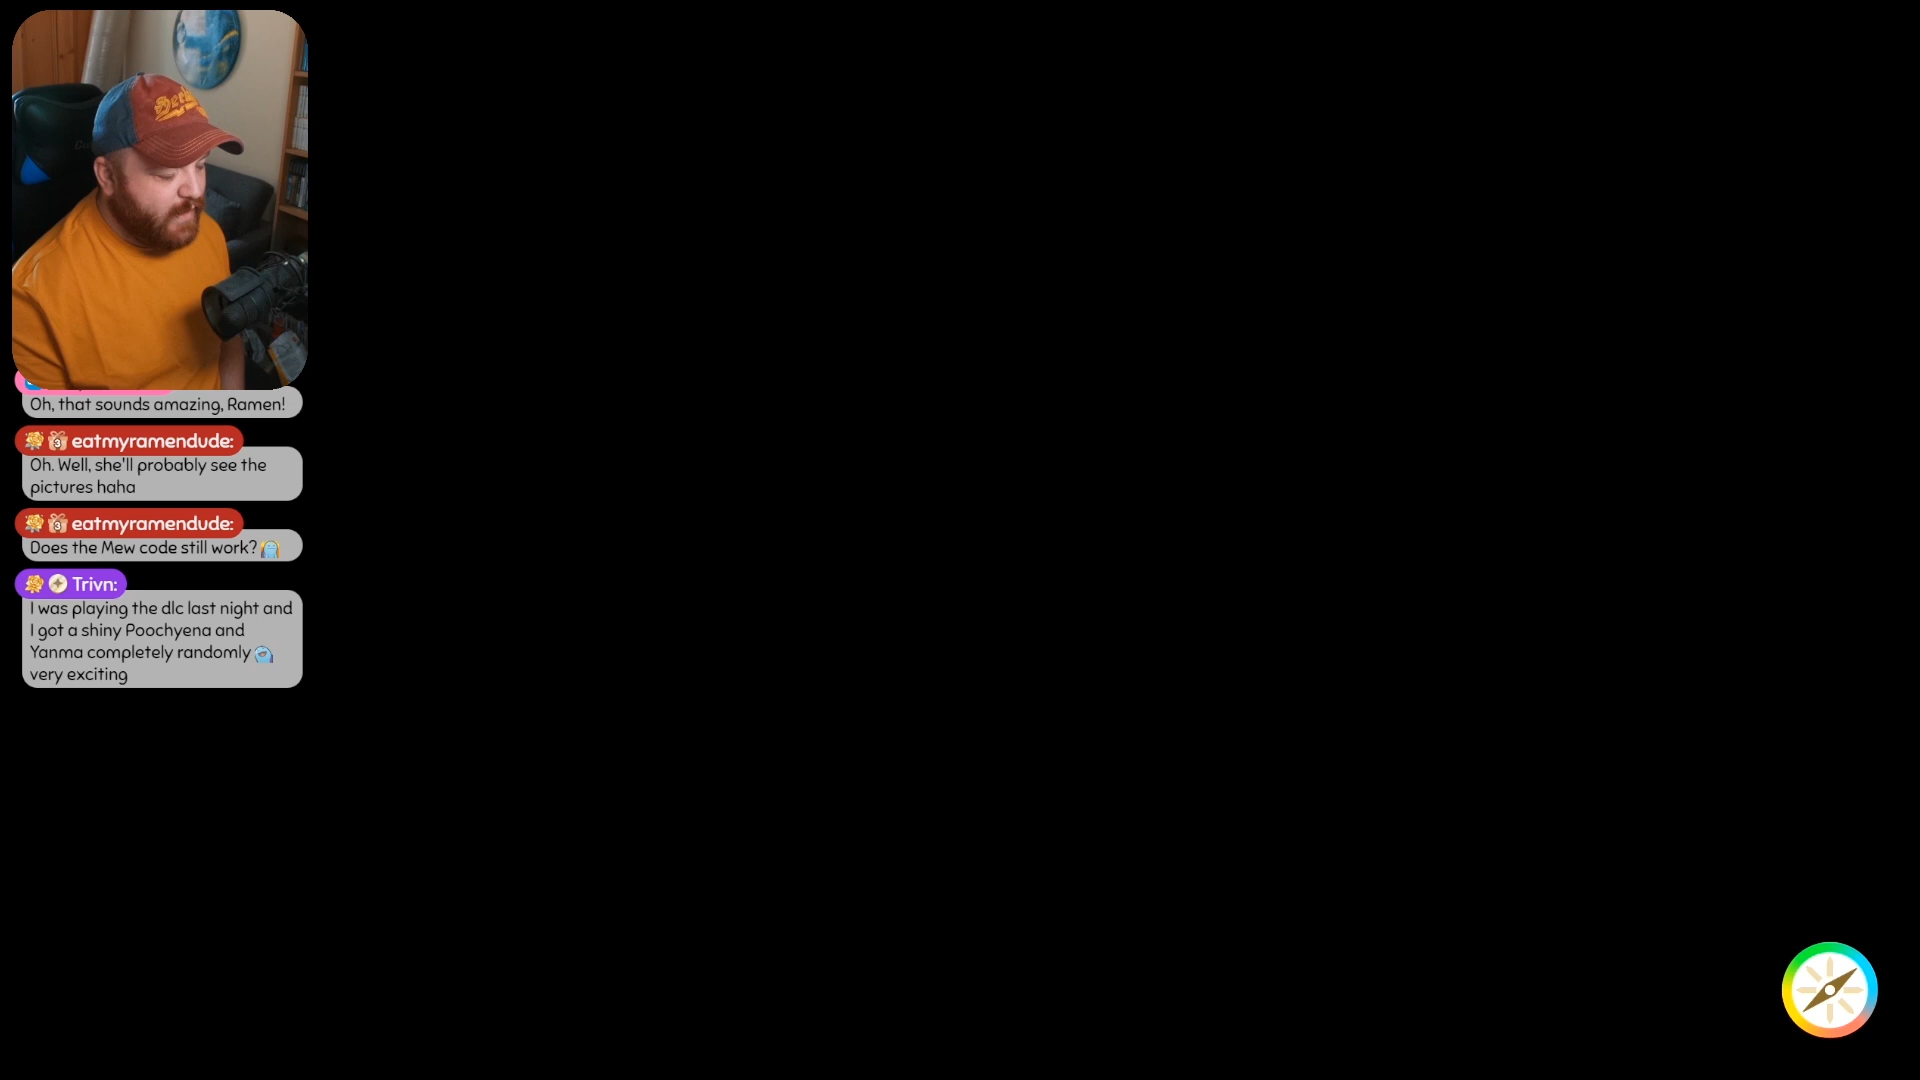 Oh, that sounds amazing, Ramen!
3 eatmyramendude:
Oh. Well, she'll probably see the
pictures haha
3 eatmyramendude:
Does the Mew code still work?
Trivn:
I was playing the dlc last night and
I got a shiny Poochyena and
Yanma completely randomly
very exciting